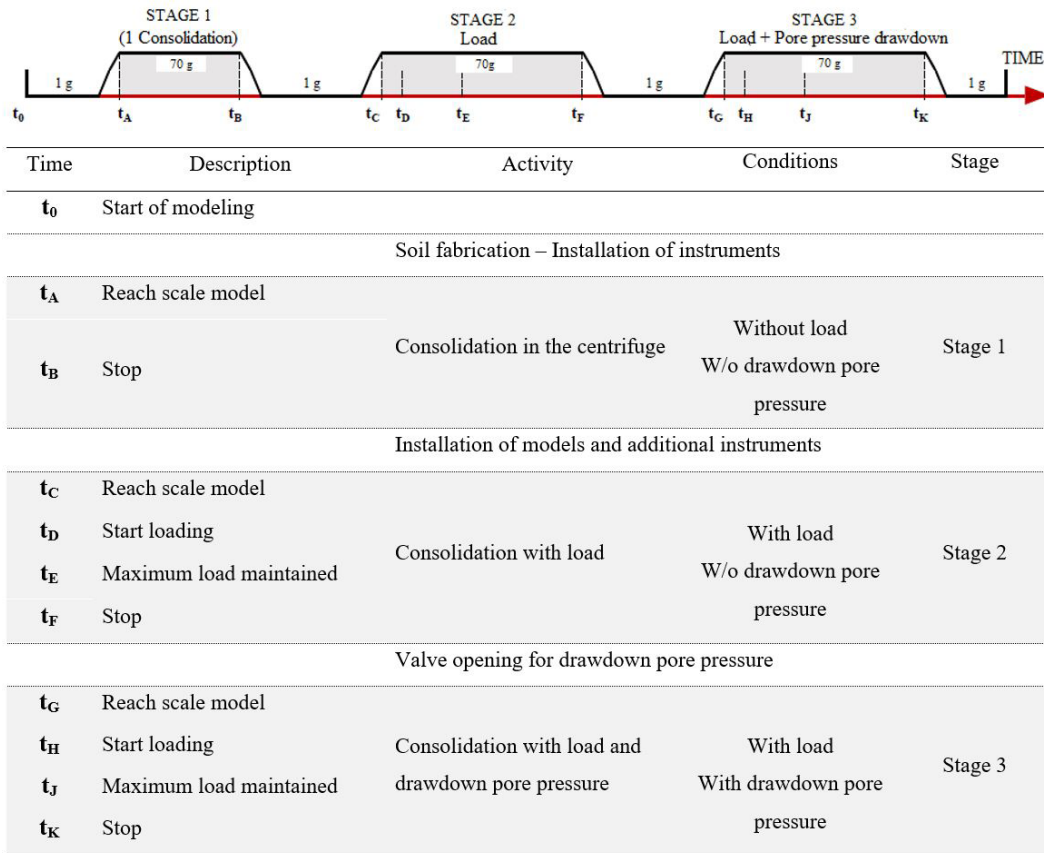 STAGE 1
(1 Consolidation)
STAGE 2
Load
STAGE 3
Load + Pore pressure drawdown
TIME
1 g
70 g
1 g
70g
1 g
70 g
1 g
t0
tA
tB
tC
tD
tE
tF
tG
tH
tJ
tK
Time Description Activity Conditions Stage
t0 Start of modeling
Soil fabrication – Installation of instruments
tA Reach scale model
tB Stop
Consolidation in the centrifuge
Without load
W/o drawdown pore
pressure
Stage 1
Installation of models and additional instruments
tC Reach scale model
tD Start loading
tE Maximum load maintained
tF Stop
Consolidation with load
With load
W/o drawdown pore
pressure
Stage 2
Valve opening for drawdown pore pressure
tG Reach scale model
tH Start loading
tJ Maximum load maintained
tK Stop
Consolidation with load and
drawdown pore pressure
With load
With drawdown pore
pressure
Stage 3